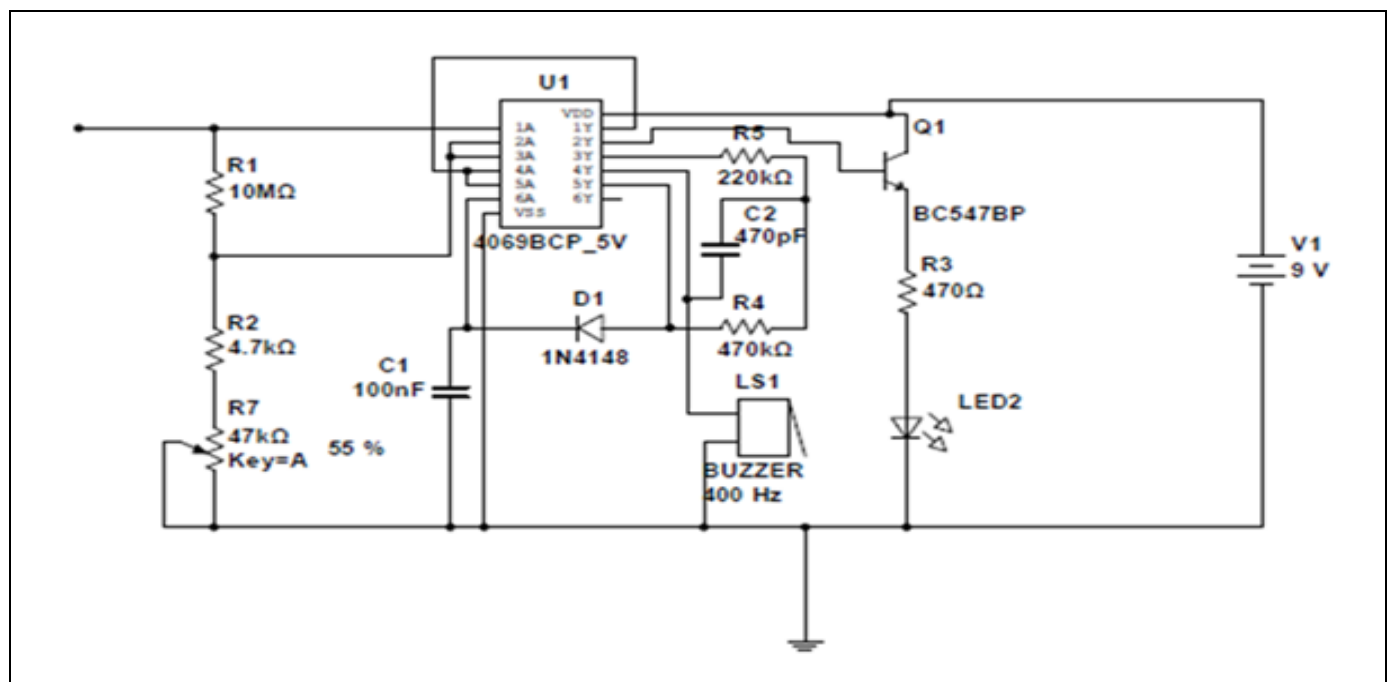 U1
VDD
1A 1Y
2A 2Y
3A 3Y
4A 4Y
5A 5Y
6A 6Y
VSS
4069BCP_5V
R1
10MΩ
R2
4.7kΩ
R7
47kΩ
Key=A
55 %
C1
100nF
D1
1N4148
R5
220kΩ
C2
470pF
R4
470kΩ
LS1
BUZZER
400 Hz
Q1
BC547BP
R3
470Ω
LED2
V1
9 V